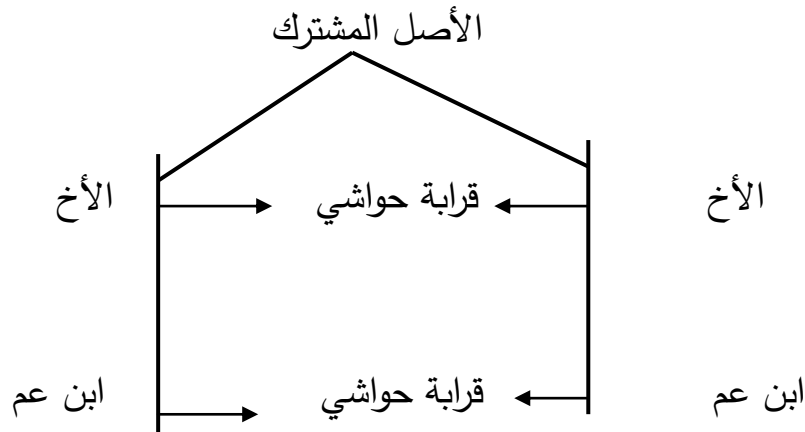 الأصل المشترك
الأخ قرابة حواشي الأخ
ابن عم قرابة حواشي ابن عم